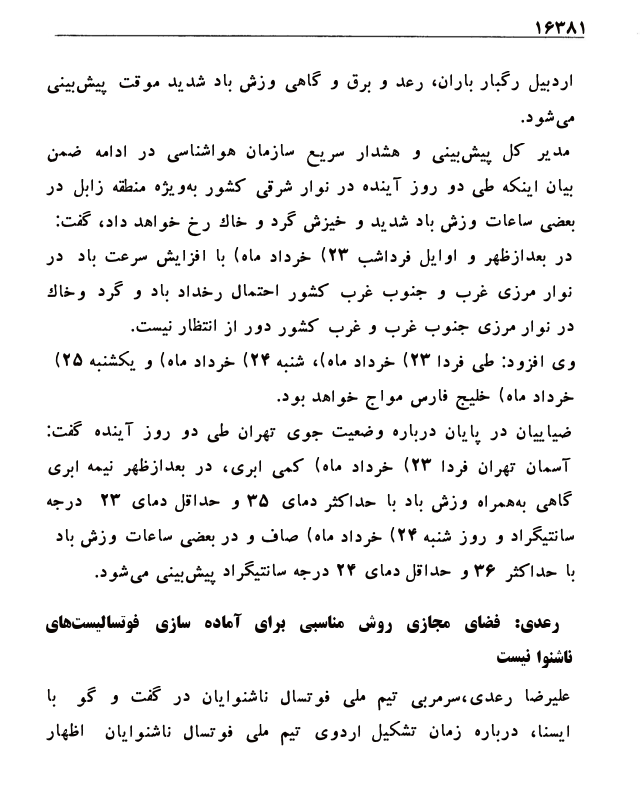 ۱۶۳۸۱
اردبیل رگبار باران، رعد و برق و گاهی وزش باد شدید موقت پیش‌بینی
می‌شود.
مدیر کل پیش‌بینی و هشدار سریع سازمان هواشناسی در ادامه ضمن
بیان اینکه طی دو روز آینده در نوار شرقی کشور به‌ویژه منطقه زابل در
بعضی ساعات وزش باد شدید و خیزش گرد و خاك رخ خواهد داد، گفت:
در بعدازظهر و اوایل فرداشب ۲۳) خرداد ماه) با افزایش سرعت باد در
نوار مرزی غرب و جنوب غرب کشور احتمال رخداد باد و گرد وخاك
در نوار مرزی جنوب غرب و غرب کشور دور از انتظار نیست.
وی افزود: طی فردا ۲۳) خرداد ماه)، شنبه ۲۴) خرداد ماه) و یکشنبه ۲۵)
خرداد ماه) خلیج فارس مواج خواهد بود.
ضیاییان در پایان درباره وضعیت جوی تهران طی دو روز آینده گفت:
آسمان تهران فردا ۲۳) خرداد ماه) کمی ابری، در بعدازظهر نیمه ابری
گاهی به‌همراه وزش باد با حداکثر دمای ۳۵ و حداقل دمای ۲۳ درجه
سانتیگراد و روز شنبه ۲۴) خرداد ماه) صاف و در بعضی ساعات وزش باد
با حداکثر ۳۶ و حداقل دمای ۲۴ درجه سانتیگراد پیش‌بینی می‌شود.
رعدی: فضای مجازی روش مناسبی برای آماده سازی فوتسالیست‌های
ناشنوا نیست
علیرضا رعدی،سرمربی تیم ملی فوتسال ناشنوایان در گفت و گو با
ایسنا، درباره زمان تشکیل اردوی تیم ملی فوتسال ناشنوایان اظهار